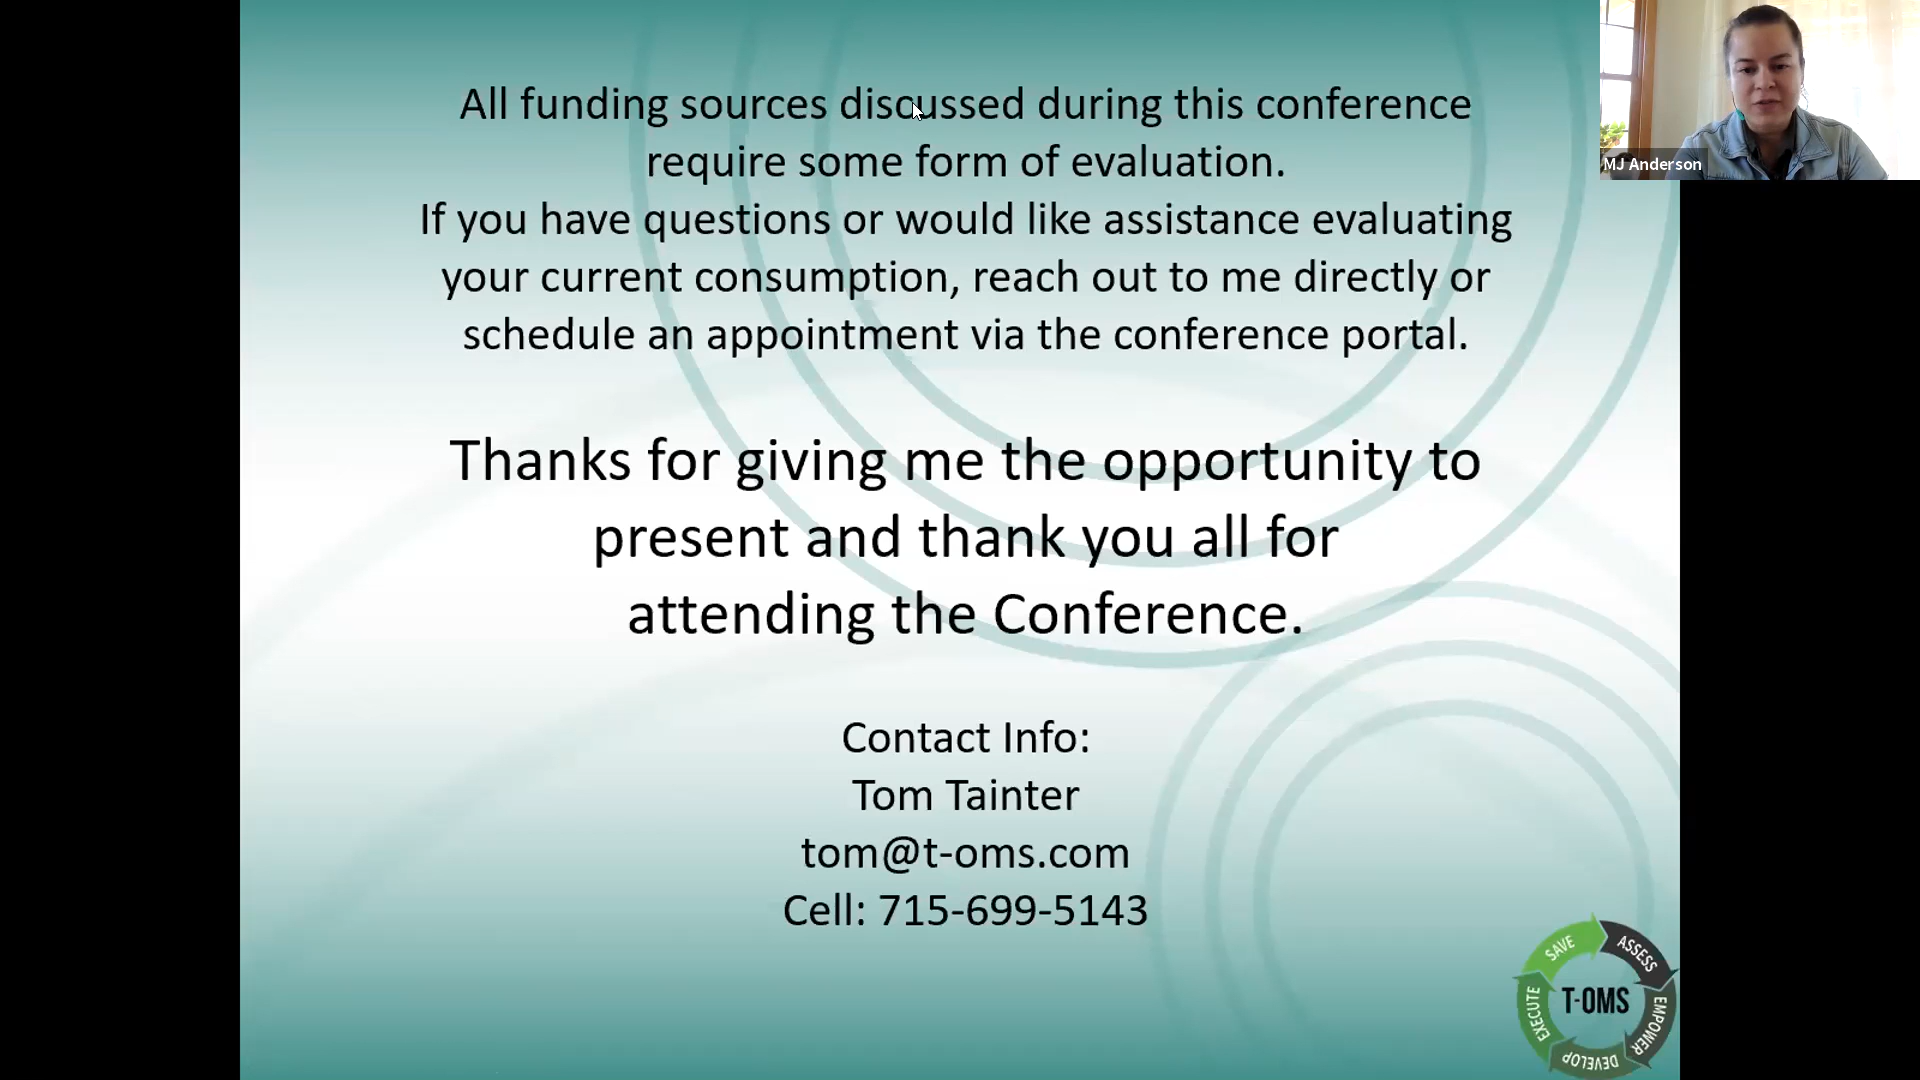 All funding sources discussed during this conference
require some form of evaluation.
If you have questions or would like assistance evaluating
your current consumption, reach out to me directly or
schedule an appointment via the conference portal.
Thanks for giving me the opportunity to
present and thank you all for
attending the Conference.
Contact Info:
Tom Tainter
tom@t-oms.com
Cell: 715-699-5143
MJ Anderson
SAVE
ASSESS
EMPOWER
DEVELOP
EXECUTE
T-OMS